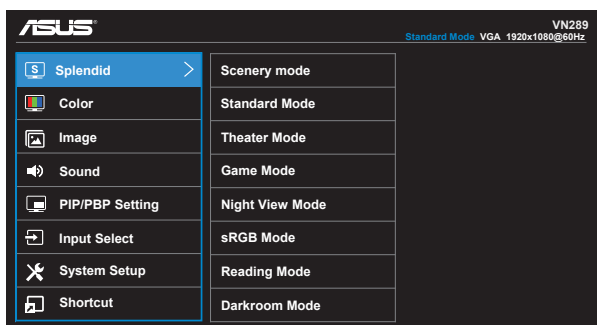 ASUS
VN289
Standard Mode VGA 1920x1080@60Hz
S Splendid
Color
Image
Sound
PIP/PBP Setting
Input Select
System Setup
Shortcut
Scenery mode
Standard Mode
Theater Mode
Game Mode
Night View Mode
sRGB Mode
Reading Mode
Darkroom Mode